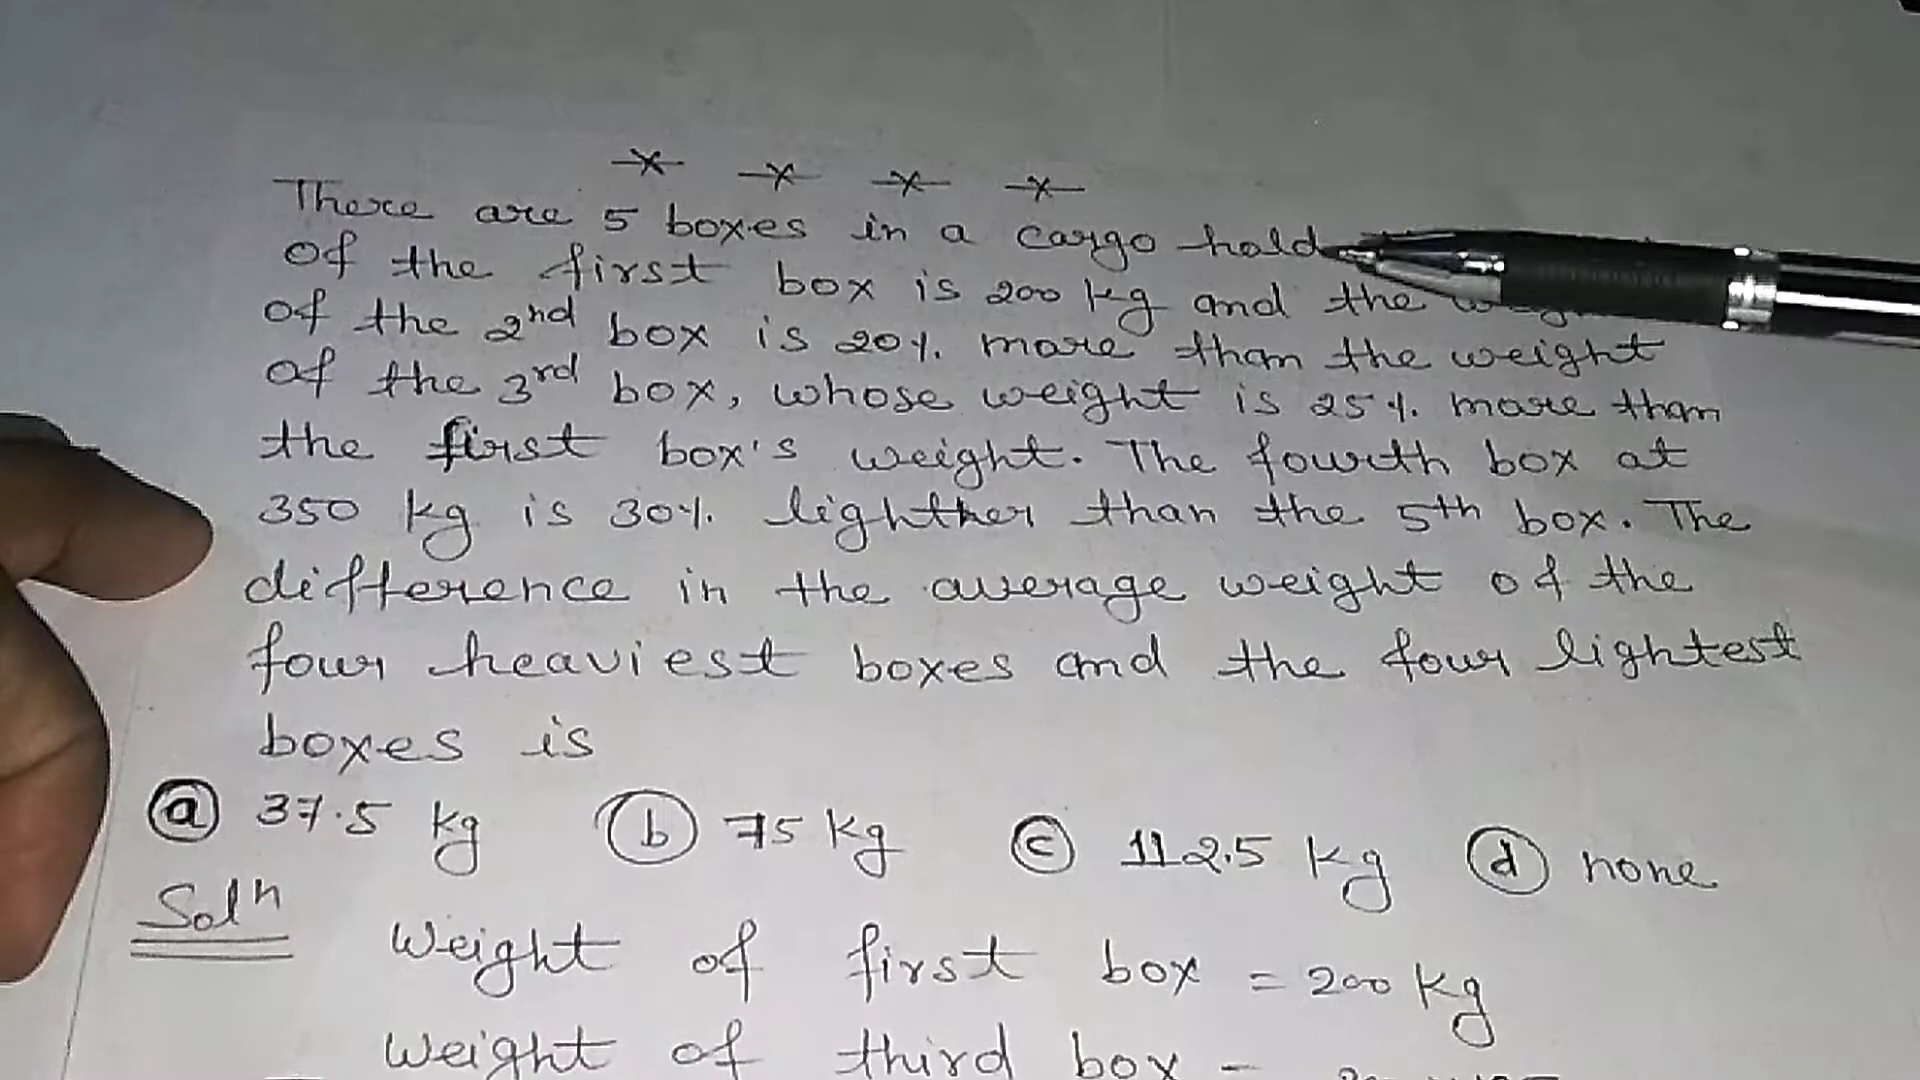 There are 5 boxes in a cargo hold
of the first box is 200 kg and the
of the 2nd box is 20%. more than the weight
of the 3rd box, whose weight is 25%. more than
the first box's weight. The fourth box at
350 kg is 30%. lighther than the 5th box. The
difference in the average weight of the
four heaviest boxes and the four lightest
boxes is
(a) 37.5 kg (b) 75 kg (c) 112.5 kg (d) none
Solⁿ
Weight of first box = 200 kg
Weight of third box =